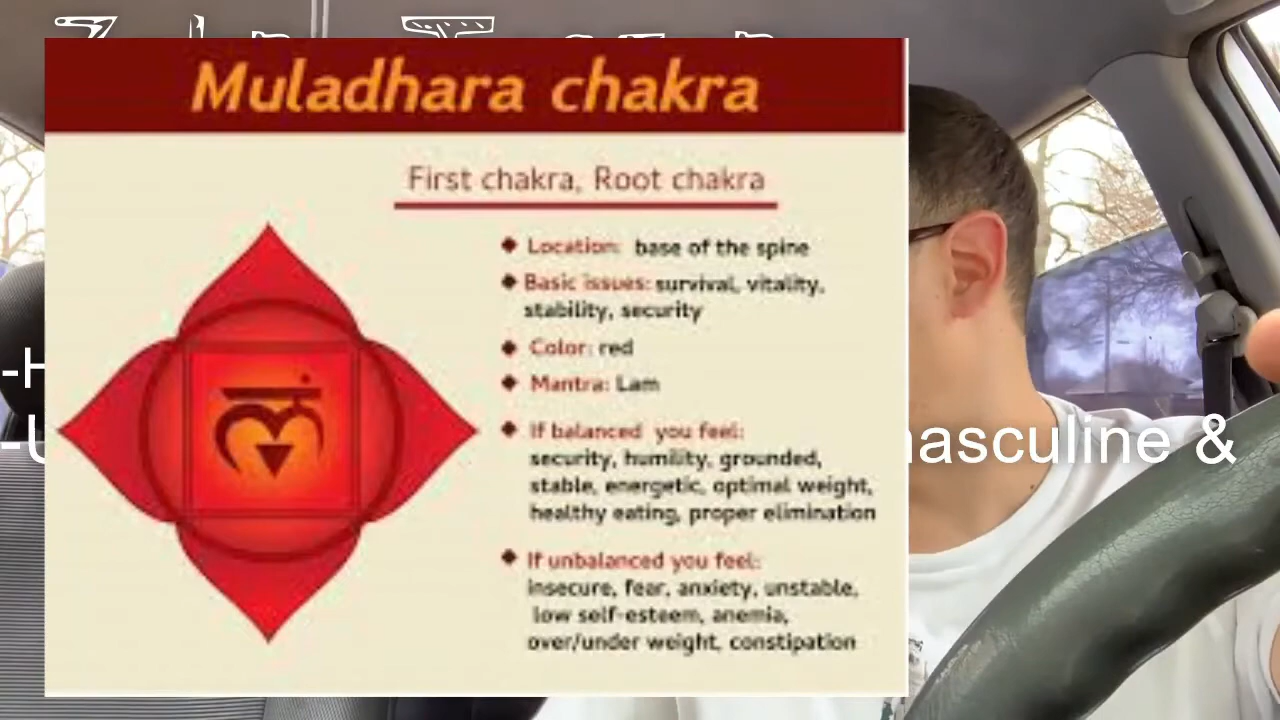 Muladhara chakra
First chakra, Root chakra
Location: base of the spine
Basic issues: survival, vitality,
stability, security
Color: red
Mantra: Lam
If balanced you feel:
security, humility, grounded,
stable, energetic, optimal weight,
healthy eating, proper elimination
If unbalanced you feel:
insecure, fear, anxiety, unstable,
low self-esteem, anemia,
over/under weight, constipation
लं
&